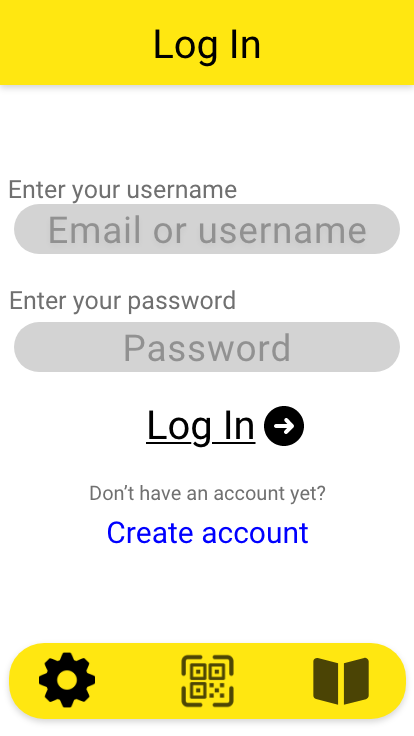 Log In
Enter your username
Email or username
Enter your password
Password
Log In
Don’t have an account yet?
Create account